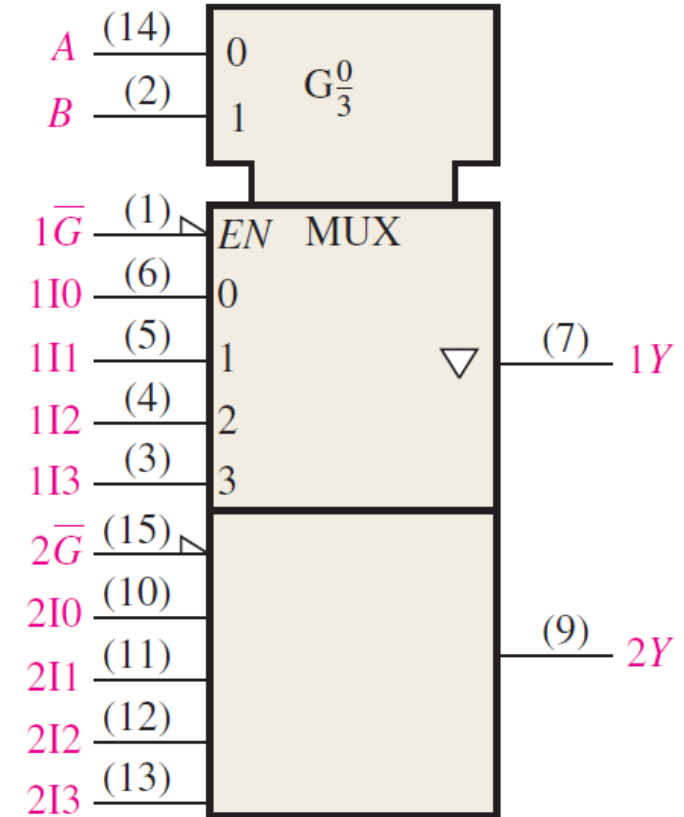 A (14) 0
G 0/3
B (2) 1
1G̅ (1) EN MUX
1I0 (6) 0
1I1 (5) 1
(7) 1Y
1I2 (4) 2
1I3 (3) 3
2G̅ (15)
2I0 (10)
2I1 (11)
(9) 2Y
2I2 (12)
2I3 (13)